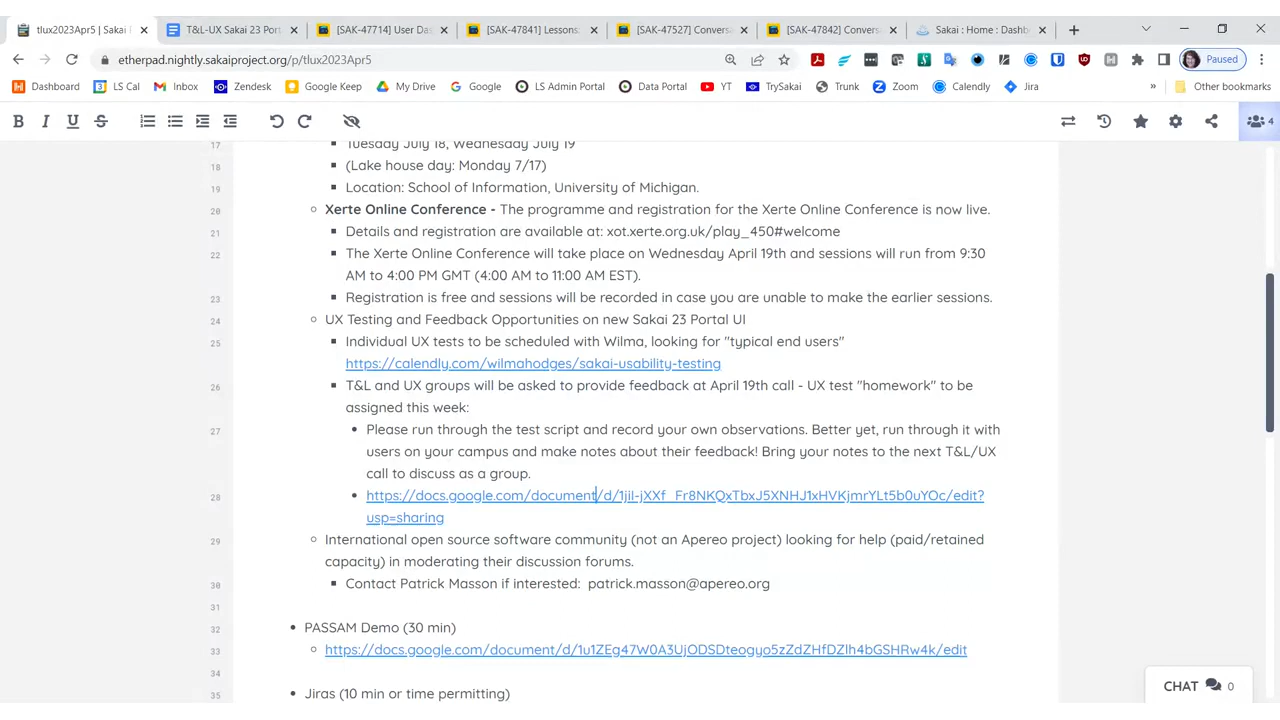 tlux2023Apr5 | Sakai
T&L-UX Sakai 23 Port
[SAK-47714] User Das
[SAK-47841] Lessons:
[SAK-47527] Convers
[SAK-47842] Convers
Sakai : Home : Dashb
etherpad.nightly.sakaiproject.org/p/tlux2023Apr5
Paused
Dashboard
LS Cal
Inbox
Zendesk
Google Keep
My Drive
Google
LS Admin Portal
Data Portal
YT
TrySakai
Trunk
Zoom
Calendly
Jira
»
Other bookmarks
B I U S
4
17 Tuesday July 18, Wednesday July 19
18 (Lake house day: Monday 7/17)
19 Location: School of Information, University of Michigan.
20 Xerte Online Conference - The programme and registration for the Xerte Online Conference is now live.
21 Details and registration are available at: xot.xerte.org.uk/play_450#welcome
22 The Xerte Online Conference will take place on Wednesday April 19th and sessions will run from 9:30
AM to 4:00 PM GMT (4:00 AM to 11:00 AM EST).
23 Registration is free and sessions will be recorded in case you are unable to make the earlier sessions.
24 UX Testing and Feedback Opportunities on new Sakai 23 Portal UI
25 Individual UX tests to be scheduled with Wilma, looking for "typical end users"
https://calendly.com/wilmahodges/sakai-usability-testing
26 T&L and UX groups will be asked to provide feedback at April 19th call - UX test "homework" to be
assigned this week:
27 Please run through the test script and record your own observations. Better yet, run through it with
users on your campus and make notes about their feedback! Bring your notes to the next T&L/UX
call to discuss as a group.
28 https://docs.google.com/document/d/1jil-jXXf_Fr8NKQxTbxJ5XNHJ1xHVKjmrYLt5b0uYOc/edit?
usp=sharing
29 International open source software community (not an Apereo project) looking for help (paid/retained
capacity) in moderating their discussion forums.
30 Contact Patrick Masson if interested: patrick.masson@apereo.org
31
32 PASSAM Demo (30 min)
33 https://docs.google.com/document/d/1u1ZEg47W0A3UjODSDteogyo5zZdZHfDZlh4bGSHRw4k/edit
34
35 Jiras (10 min or time permitting)
CHAT 0